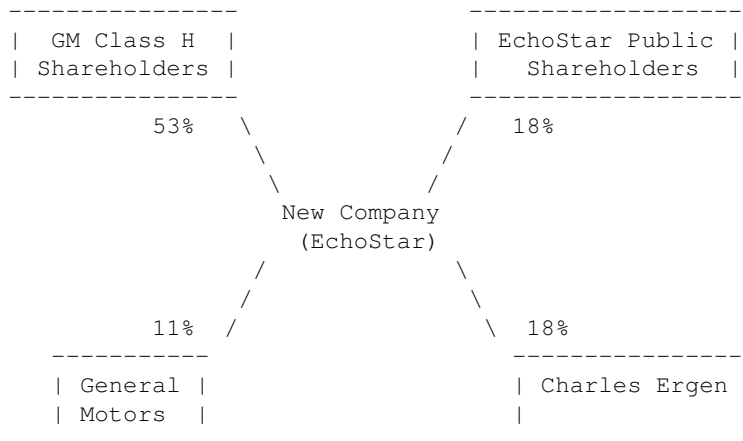 ----------------                 -------------------
|  GM Class H  |                 | EchoStar Public |
| Shareholders |                 |   Shareholders  |
----------------                 -------------------
53%  \               /  18%
\             /
\           /
New Company
(EchoStar)
/              \
/                \
11%  /                  \  18%
-----------                     ----------------
| General |                     | Charles Ergen
| Motors  |                     |